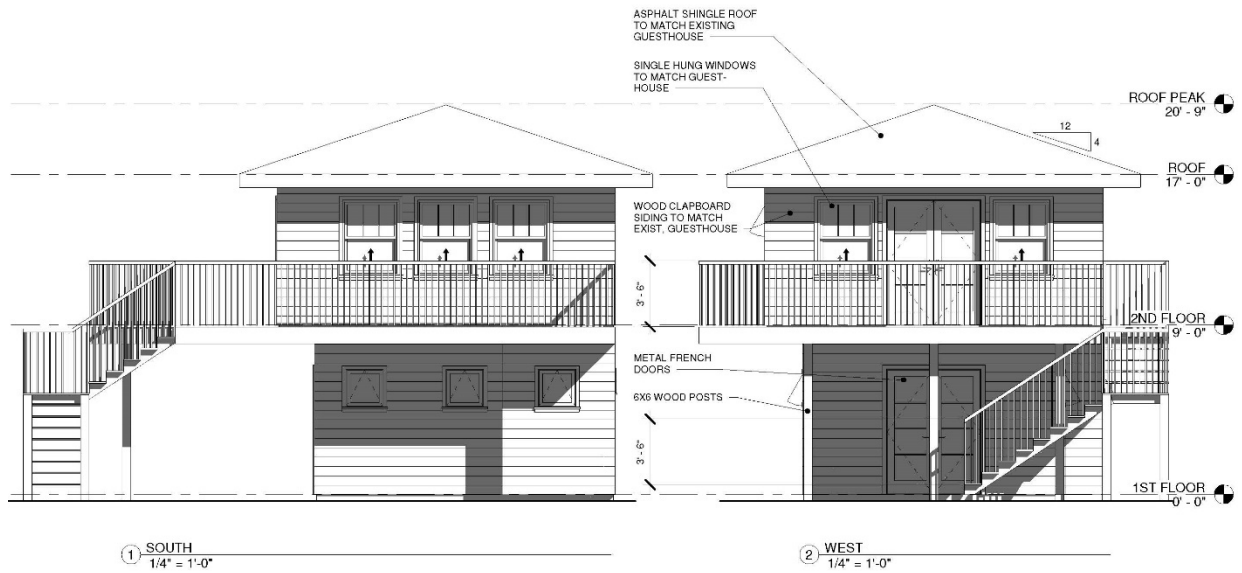 ASPHALT SHINGLE ROOF
TO MATCH EXISTING
GUESTHOUSE
SINGLE HUNG WINDOWS
TO MATCH GUEST-
HOUSE
ROOF PEAK
20' - 9"
12
4
ROOF
17' - 0"
WOOD CLAPBOARD
SIDING TO MATCH
EXIST, GUESTHOUSE
3' - 6"
2ND FLOOR
9' - 0"
METAL FRENCH
DOORS
6X6 WOOD POSTS
3' - 6"
1ST FLOOR
0' - 0"
1 SOUTH
1/4" = 1'-0"
2 WEST
1/4" = 1'-0"